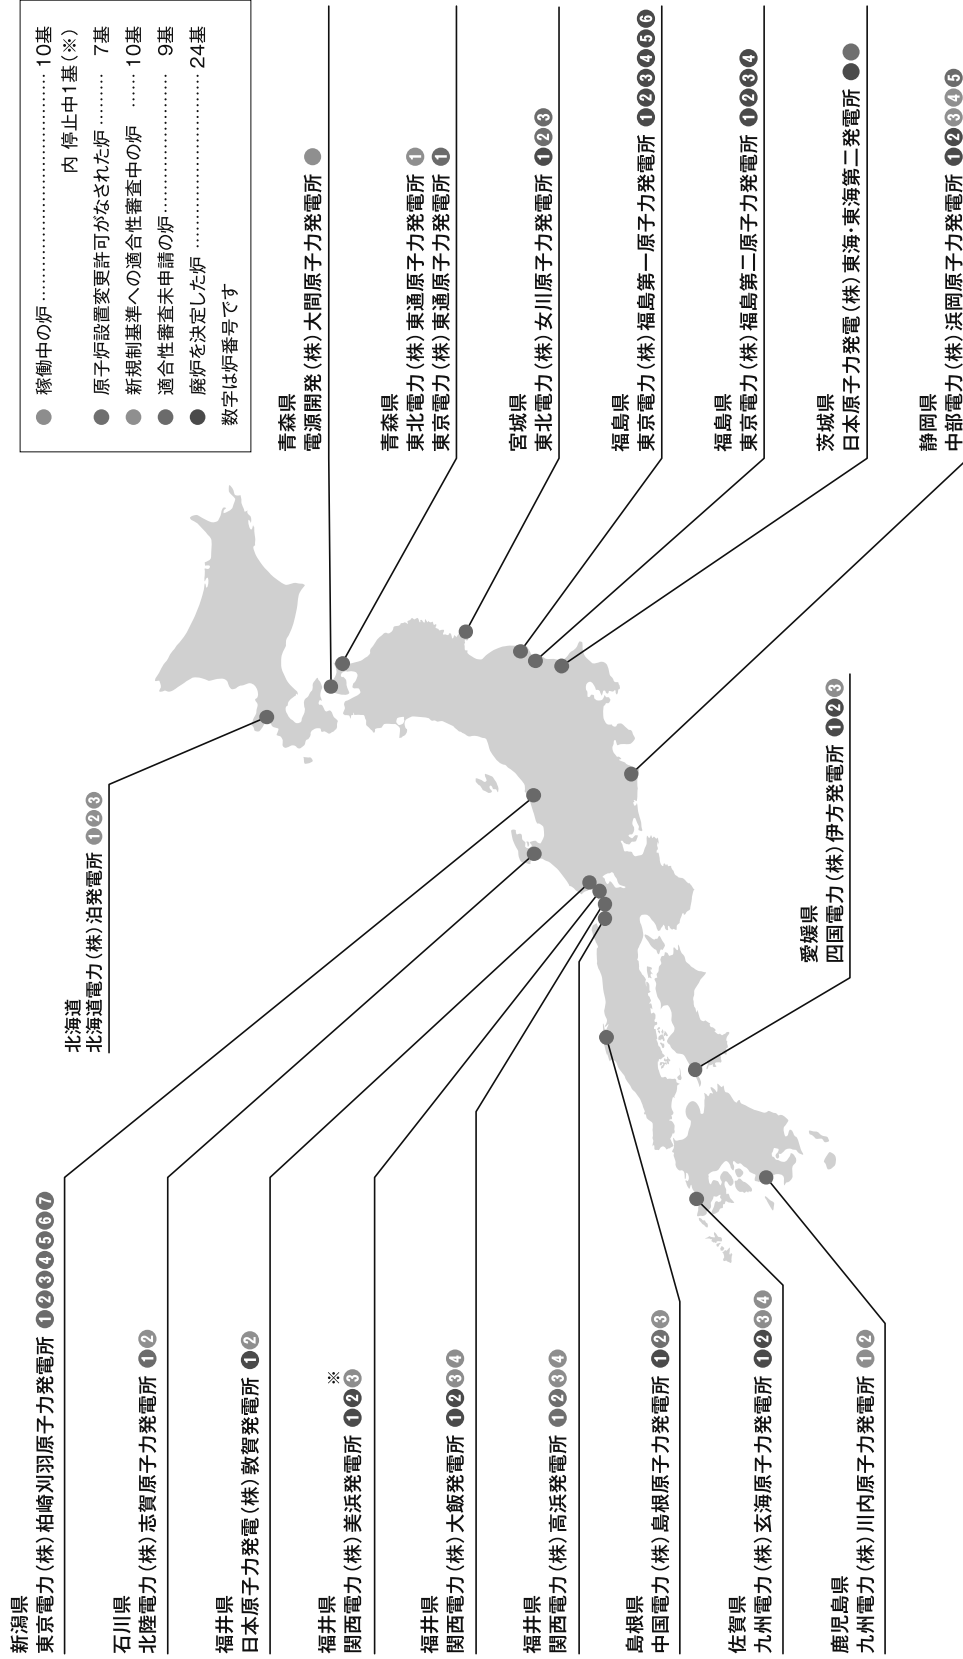 ● 稼働中の炉 …………………………… 10基
内 停止中1基(※)
● 原子炉設置変更許可がなされた炉 ……… 7基
● 新規制基準への適合性審査中の炉 …… 10基
● 適合性審査未申請の炉 ………………… 9基
● 廃炉を決定した炉 ……………………… 24基
数字は炉番号です
北海道
北海道電力(株)泊発電所 ❶❷❸
青森県
電源開発(株)大間原子力発電所 ●
青森県
東北電力(株)東通原子力発電所 ❶
東京電力(株)東通原子力発電所 ❶
宮城県
東北電力(株)女川原子力発電所 ❶❷❸
福島県
東京電力(株)福島第一原子力発電所 ❶❷❸❹❺❻
福島県
東京電力(株)福島第二原子力発電所 ❶❷❸❹
茨城県
日本原子力発電(株)東海・東海第二発電所 ●●
静岡県
中部電力(株)浜岡原子力発電所 ❶❷❸❹❺
新潟県
東京電力(株)柏崎刈羽原子力発電所 ❶❷❸❹❺❻❼
石川県
北陸電力(株)志賀原子力発電所 ❶❷
福井県
日本原子力発電(株)敦賀発電所 ❶❷
福井県
※
関西電力(株)美浜発電所 ❶❷❸
福井県
関西電力(株)大飯発電所 ❶❷❸❹
福井県
関西電力(株)高浜発電所 ❶❷❸❹
島根県
中国電力(株)島根原子力発電所 ❶❷❸
佐賀県
九州電力(株)玄海原子力発電所 ❶❷❸❹
鹿児島県
九州電力(株)川内原子力発電所 ❶❷
愛媛県
四国電力(株)伊方発電所 ❶❷❸